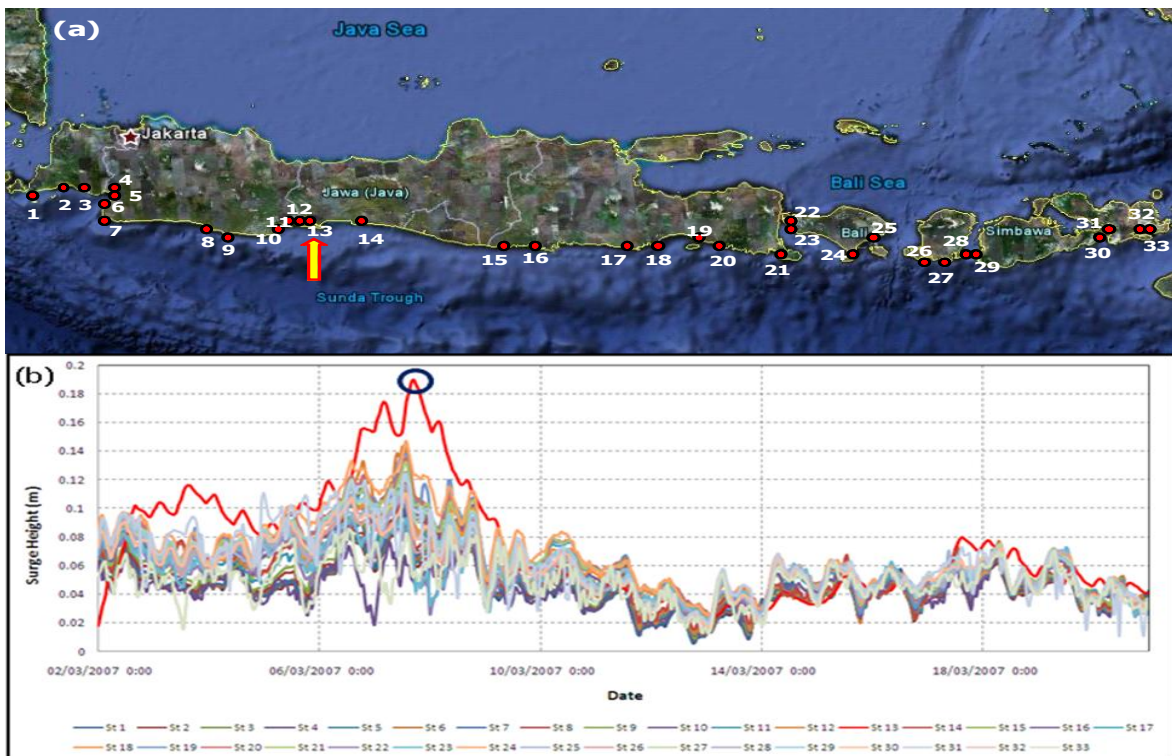 (a)
Java Sea
Jakarta
Jawa (Java)
Bali Sea
Bali
Simbawa
Sunda Trough
1 2 3 4 5 6 7 8 9 10 11 12 13 14 15 16 17 18 19 20 21 22 23 24 25 26 27 28 29 30 31 32 33
(b)
Surge Height (m)
0.2
0.18
0.16
0.14
0.12
0.1
0.08
0.06
0.04
0.02
0
02/03/2007 0:00 06/03/2007 0:00 10/03/2007 0:00 14/03/2007 0:00 18/03/2007 0:00
Date
St 1 St 2 St 3 St 4 St 5 St 6 St 7 St 8 St 9 St 10 St 11 St 12 St 13 St 14 St 15 St 16 St 17
St 18 St 19 St 20 St 21 St 22 St 23 St 24 St 25 St 26 St 27 St 28 St 29 St 30 St 31 St 32 St 33